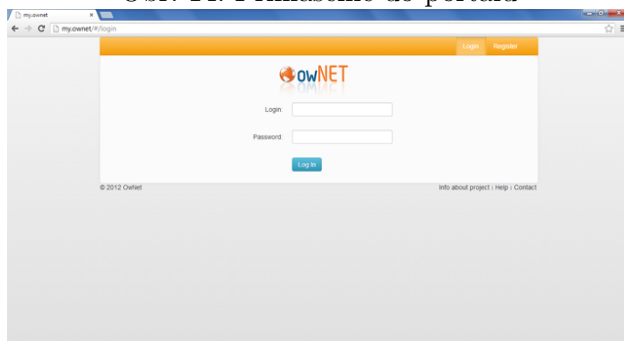 my.ownet
my.ownet/#/login
Login Register
owNET
Login:
Password:
Log In
© 2012 OwNet
Info about project | Help | Contact